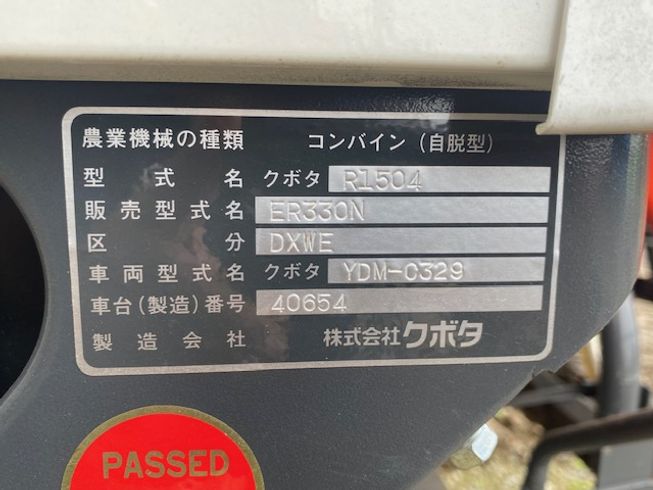 農業機械の種類 コンバイン（自脱型）
型式名 クボタ R1504
販売型式名 ER330N
区分 DXWE
車両型式名 クボタ YDM-C329
車台（製造）番号 40654
製造会社 株式会社クボタ
PASSED